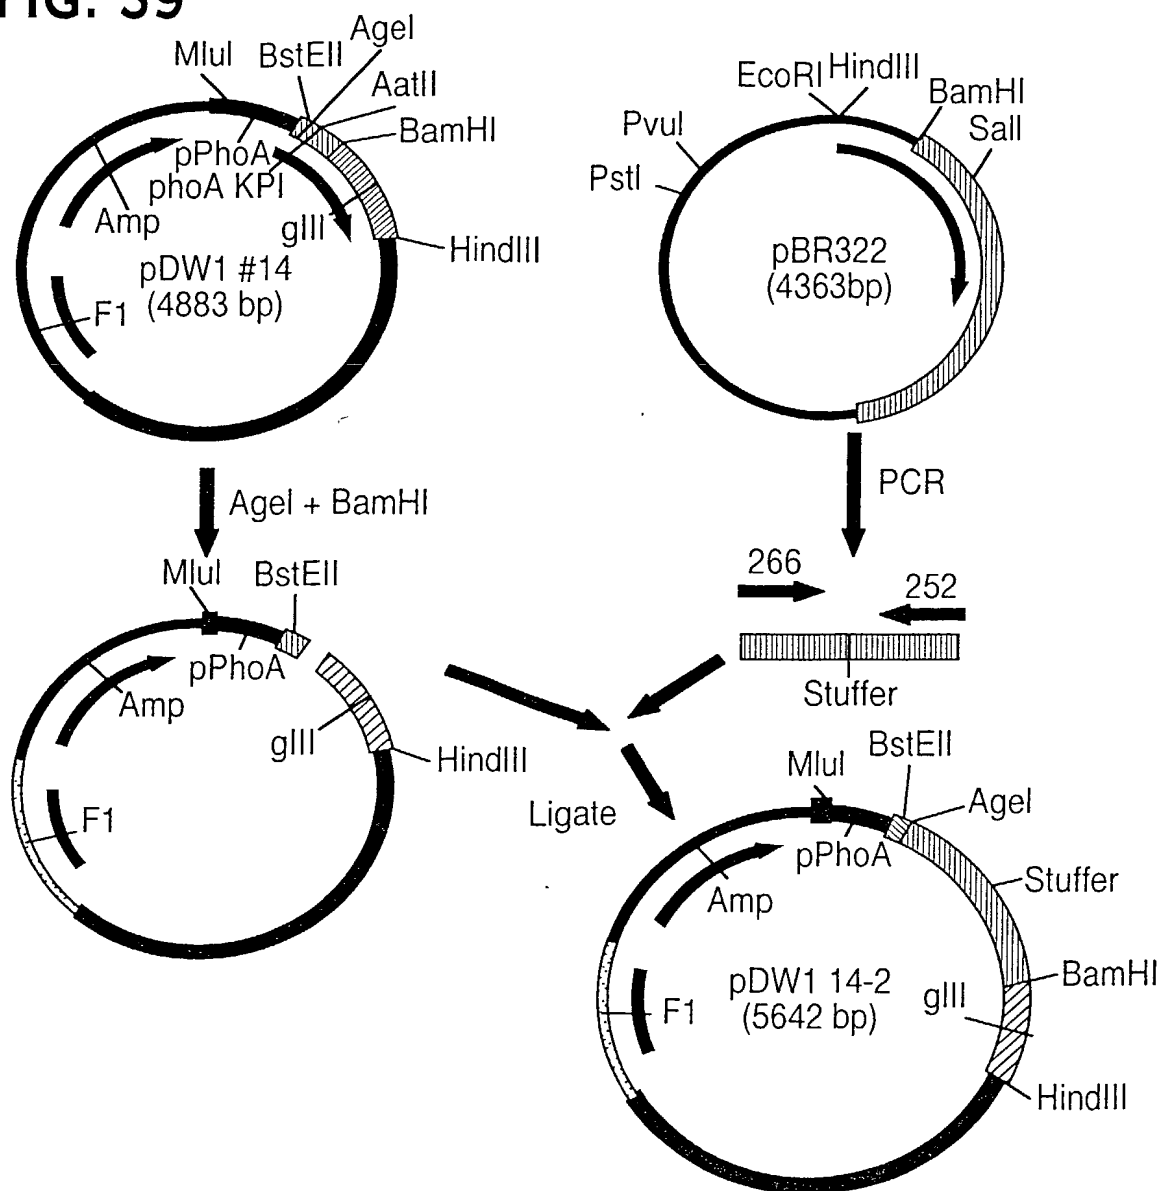 FIG. 39
MluI
BstEII
AgeI
AatII
BamHI
pPhoA
phoA KPI
Amp
gIII
HindIII
pDW1 #14
(4883 bp)
F1
EcoRI
HindIII
BamHI
SalI
PvuI
PstI
pBR322
(4363bp)
AgeI + BamHI
PCR
266
252
Stuffer
MluI
BstEII
pPhoA
Amp
gIII
HindIII
F1
Ligate
MluI
BstEII
AgeI
pPhoA
Stuffer
Amp
BamHI
pDW1 14-2
(5642 bp)
gIII
F1
HindIII